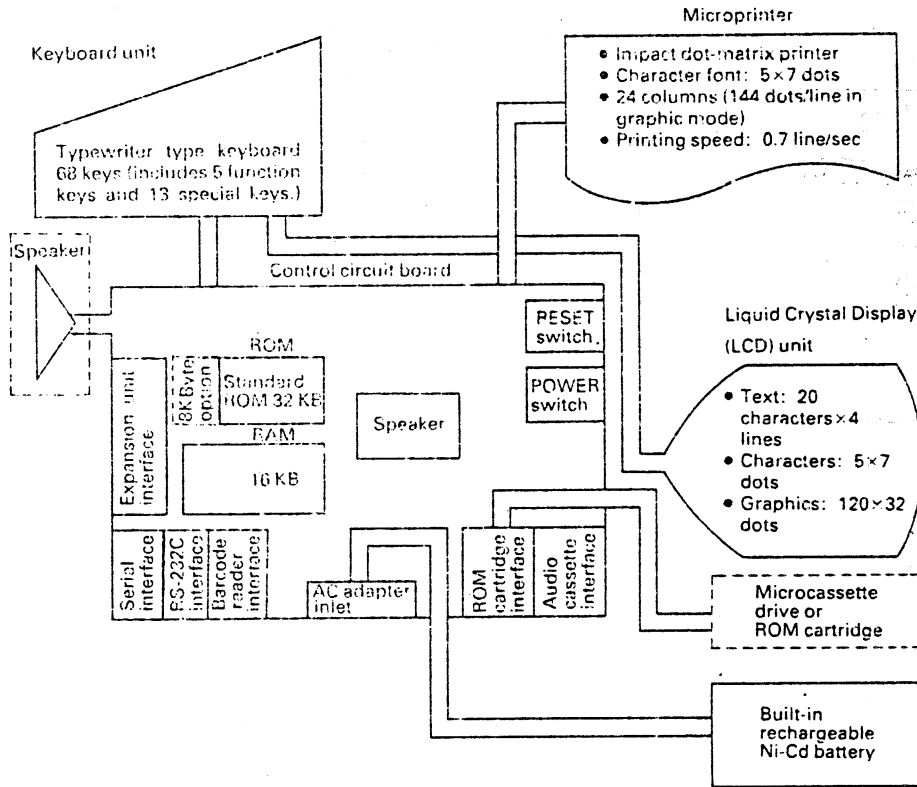 Microprinter
• Impact dot-matrix printer
• Character font: 5×7 dots
• 24 columns (144 dots/line in
graphic mode)
• Printing speed: 0.7 line/sec
Keyboard unit
Typewriter type keyboard
68 keys (includes 5 function
keys and 13 special keys.)
Speaker
Control circuit board
RESET
switch
POWER
switch
ROM
8K Byte
option
Standard
ROM 32 KB
RAM
16 KB
Speaker
Expansion unit
interface
Serial
interface
RS-232C
interface
Barcode
reader
interface
AC adapter
inlet
ROM
cartridge
interface
Audio
cassette
interface
Liquid Crystal Display
(LCD) unit
• Text: 20
characters×4
lines
• Characters: 5×7
dots
• Graphics: 120×32
dots
Microcassette
drive or
ROM cartridge
Built-in
rechargeable
Ni-Cd battery